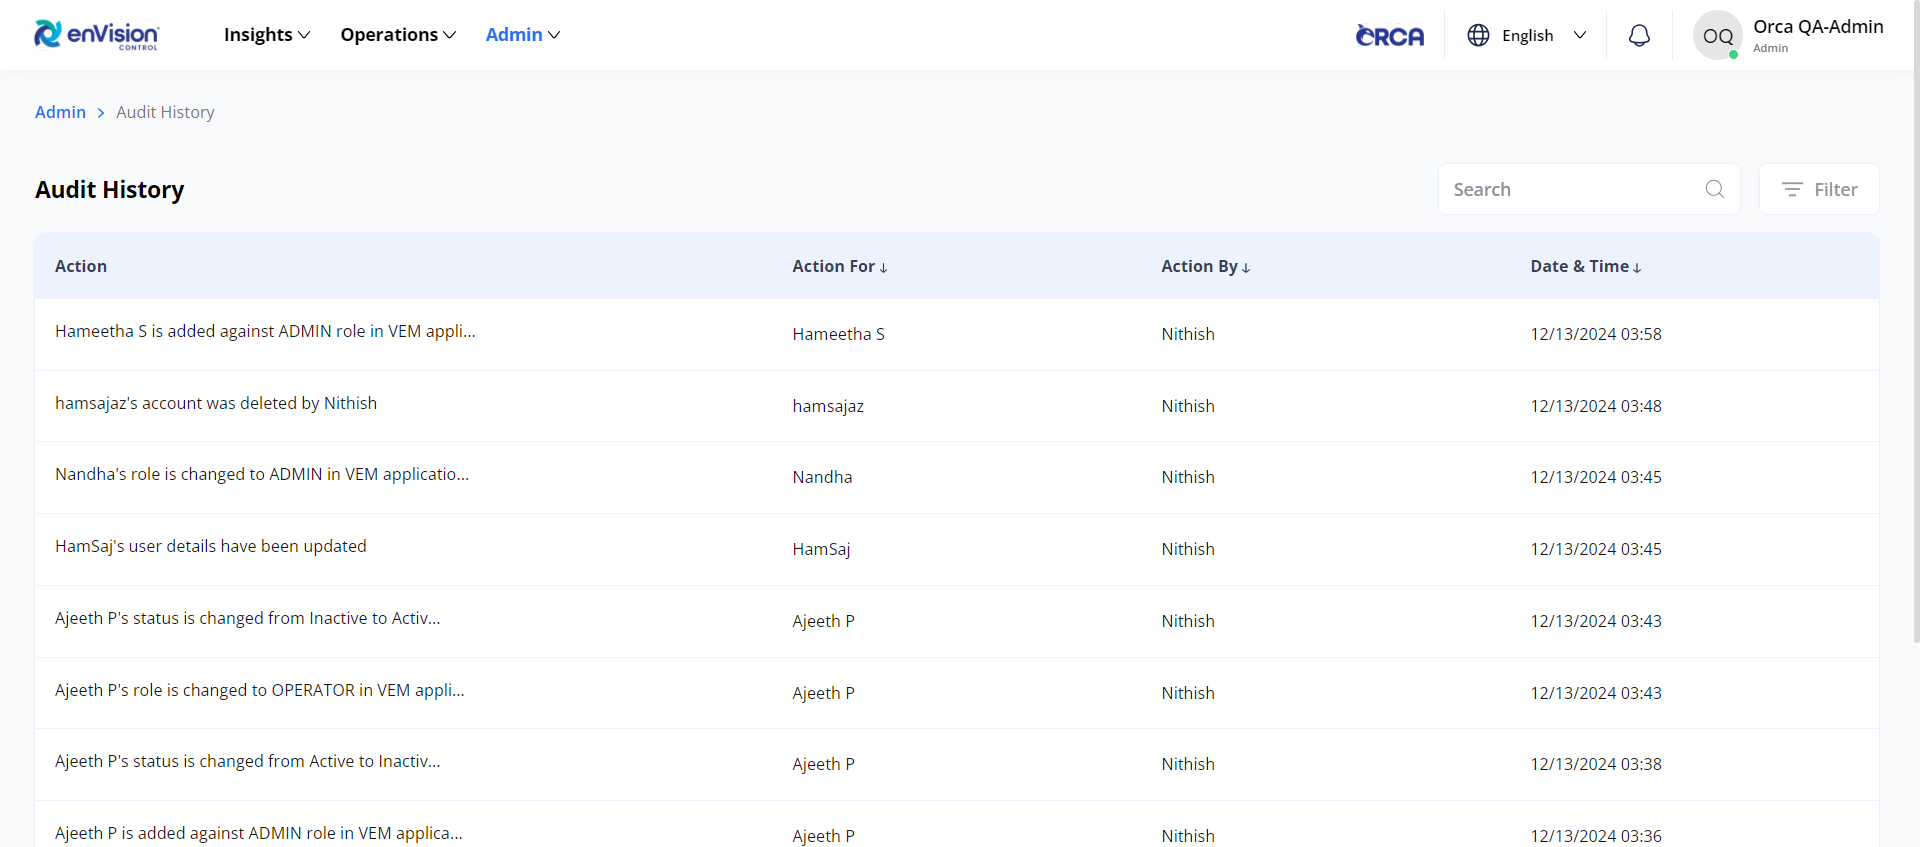 enVision CONTROL Insights Operations Admin ORCA English OQ Orca QA-Admin
Admin
Admin > Audit History
Audit History Search Filter
Action Action For ↓ Action By ↓ Date & Time ↓
Hameetha S is added against ADMIN role in VEM appli... Hameetha S Nithish 12/13/2024 03:58
hamsajaz's account was deleted by Nithish hamsajaz Nithish 12/13/2024 03:48
Nandha's role is changed to ADMIN in VEM applicatio... Nandha Nithish 12/13/2024 03:45
HamSaj's user details have been updated HamSaj Nithish 12/13/2024 03:45
Ajeeth P's status is changed from Inactive to Activ... Ajeeth P Nithish 12/13/2024 03:43
Ajeeth P's role is changed to OPERATOR in VEM appli... Ajeeth P Nithish 12/13/2024 03:43
Ajeeth P's status is changed from Active to Inactiv... Ajeeth P Nithish 12/13/2024 03:38
Ajeeth P is added against ADMIN role in VEM applica... Ajeeth P Nithish 12/13/2024 03:36